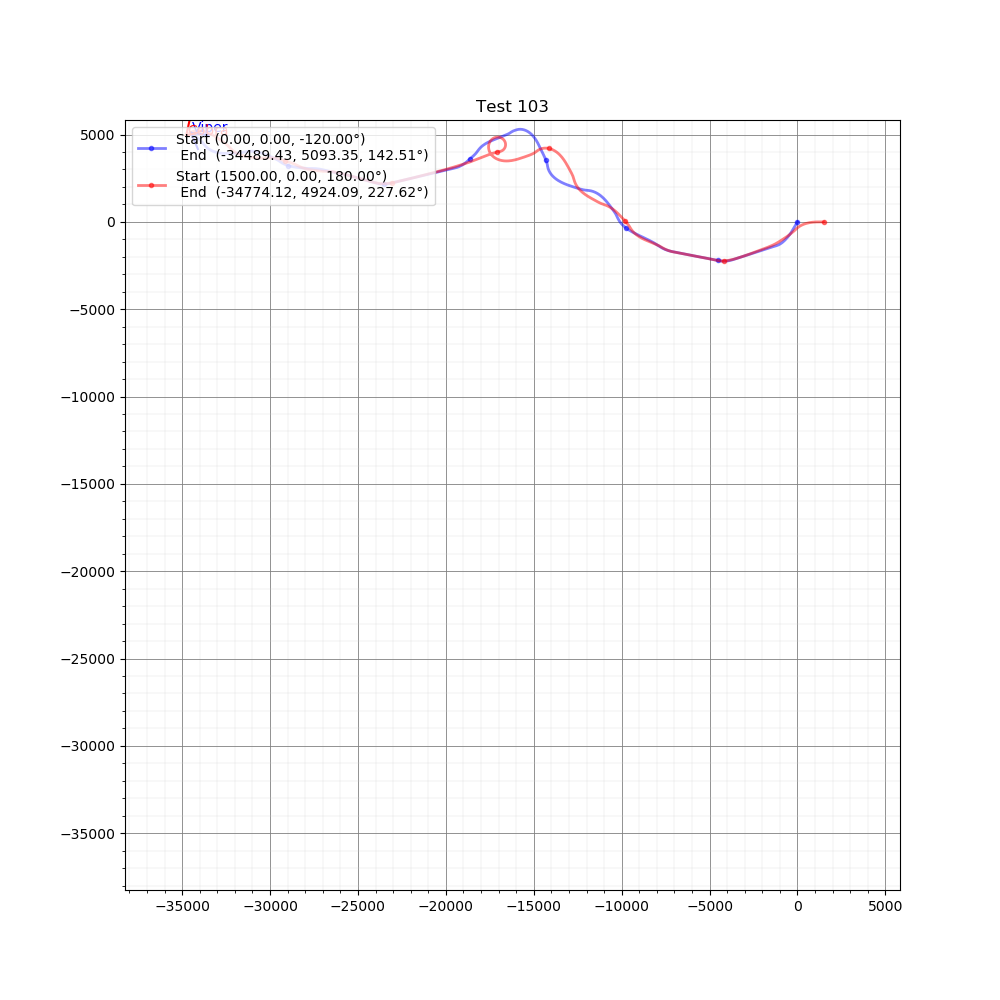 Test 103
Viper
Start (0.00, 0.00, -120.00°)
End (-34489.43, 5093.35, 142.51°)
Start (1500.00, 0.00, 180.00°)
End (-34774.12, 4924.09, 227.62°)
5000
0
−5000
−10000
−15000
−20000
−25000
−30000
−35000
−35000 −30000 −25000 −20000 −15000 −10000 −5000 0 5000